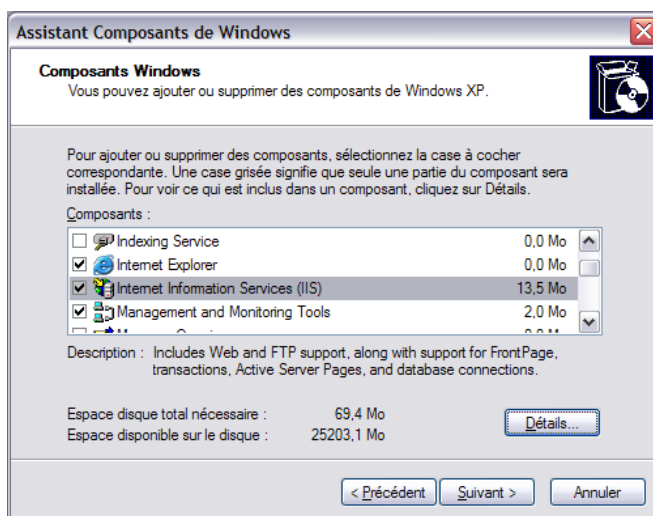 Assistant Composants de Windows
Composants Windows
Vous pouvez ajouter ou supprimer des composants de Windows XP.
Pour ajouter ou supprimer des composants, sélectionnez la case à cocher
correspondante. Une case grisée signifie que seule une partie du composant sera
installée. Pour voir ce qui est inclus dans un composant, cliquez sur Détails.
Composants :
Indexing Service 0,0 Mo
Internet Explorer 0,0 Mo
Internet Information Services (IIS) 13,5 Mo
Management and Monitoring Tools 2,0 Mo
Description : Includes Web and FTP support, along with support for FrontPage,
transactions, Active Server Pages, and database connections.
Espace disque total nécessaire : 69,4 Mo
Espace disponible sur le disque : 25203,1 Mo
Détails...
< Précédent Suivant > Annuler